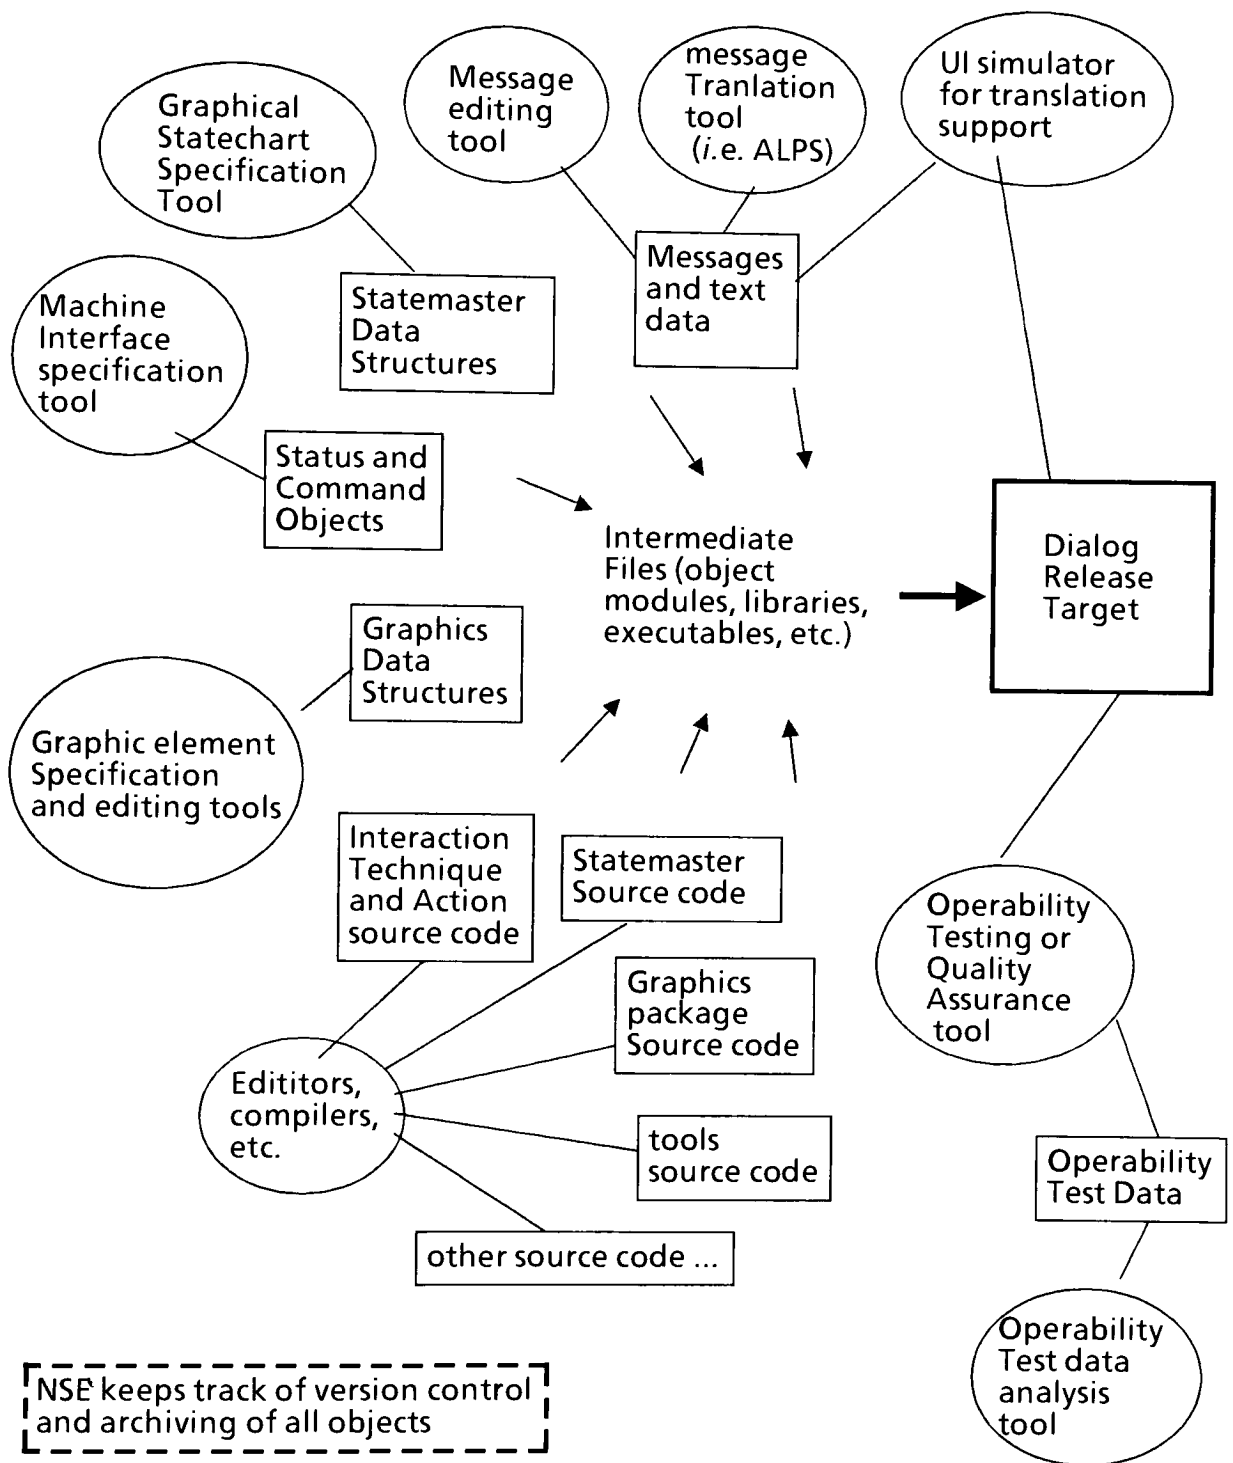 Graphical
Statechart
Specification
Tool
Message
editing
tool
message
Tranlation
tool
(i.e. ALPS)
UI simulator
for translation
support
Machine
Interface
specification
tool
Statemaster
Data
Structures
Messages
and text
data
Status and
Command
Objects
Intermediate
Files (object
modules, libraries,
executables, etc.)
Dialog
Release
Target
Graphics
Data
Structures
Graphic element
Specification
and editing tools
Interaction
Technique
and Action
source code
Statemaster
Source code
Graphics
package
Source code
Operability
Testing or
Quality
Assurance
tool
Edititors,
compilers,
etc.
tools
source code
other source code ...
Operability
Test Data
Operability
Test data
analysis
tool
NSE keeps track of version control
and archiving of all objects